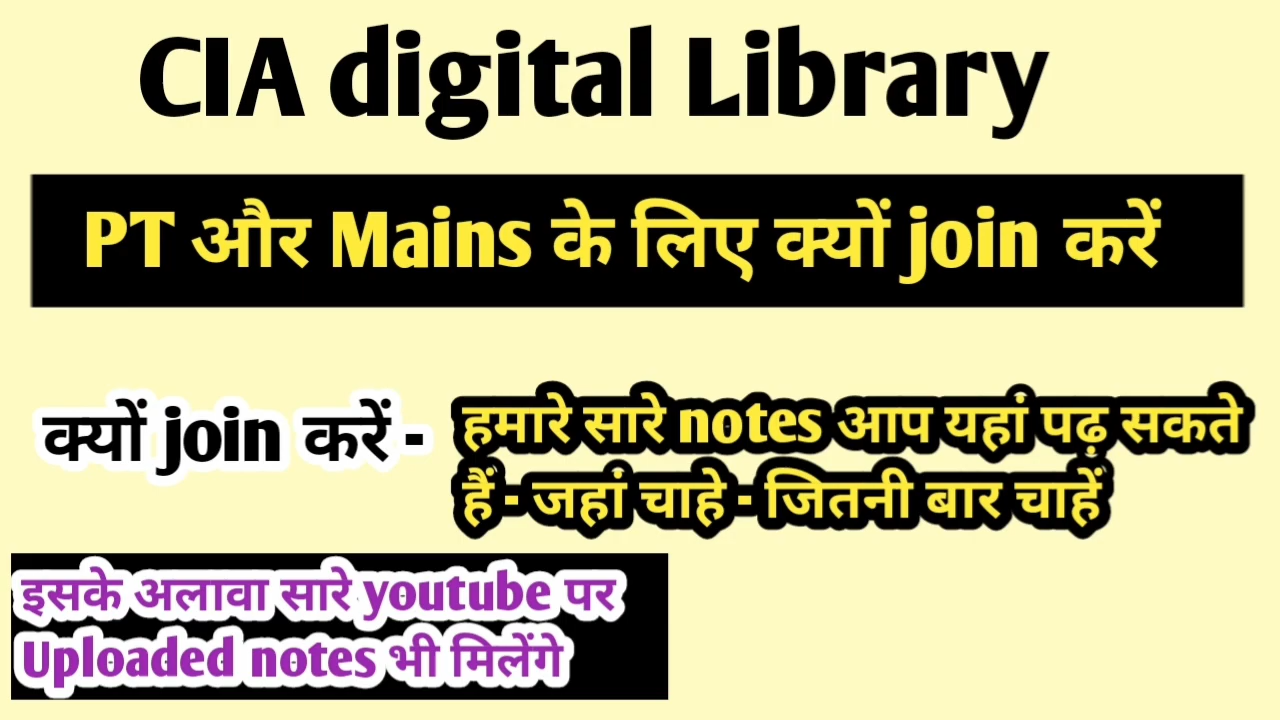 CIA digital Library
PT और Mains के लिए क्यों join करें
क्यों join करें - हमारे सारे notes आप यहां पढ़ सकते
हैं - जहां चाहे - जितनी बार चाहें
इसके अलावा सारे youtube पर
Uploaded notes भी मिलेंगे